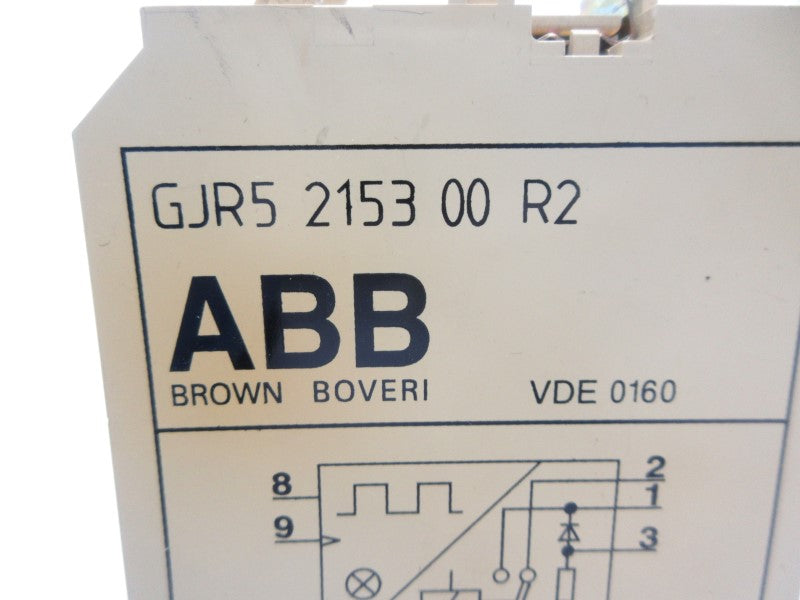 GJR5 2153 00 R2
ABB
BROWN BOVERI VDE 0160
8 2
1
9 3